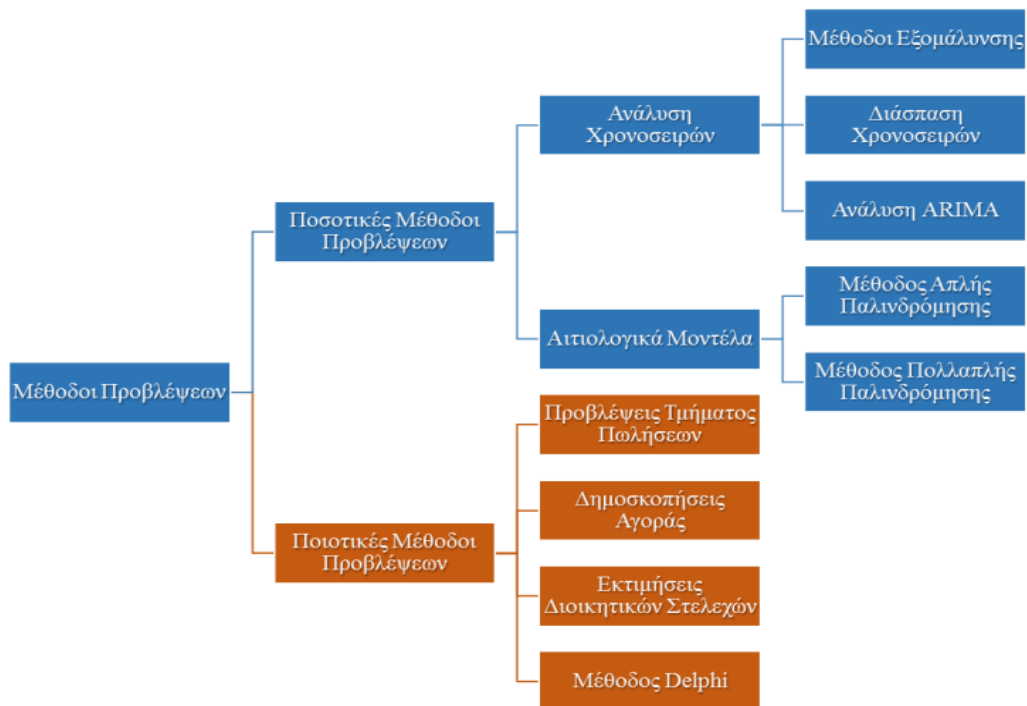 Μέθοδοι Προβλέψεων
Ποσοτικές Μέθοδοι
Προβλέψεων
Ανάλυση
Χρονοσειρών
Μέθοδοι Εξομάλυνσης
Διάσπαση
Χρονοσειρών
Ανάλυση ARIMA
Αιτιολογικά Μοντέλα
Μέθοδος Απλής
Παλινδρόμησης
Μέθοδος Πολλαπλής
Παλινδρόμησης
Ποιοτικές Μέθοδοι
Προβλέψεων
Προβλέψεις Τμήματος
Πωλήσεων
Δημοσκοπήσεις
Αγοράς
Εκτιμήσεις
Διοικητικών Στελεχών
Μέθοδος Delphi